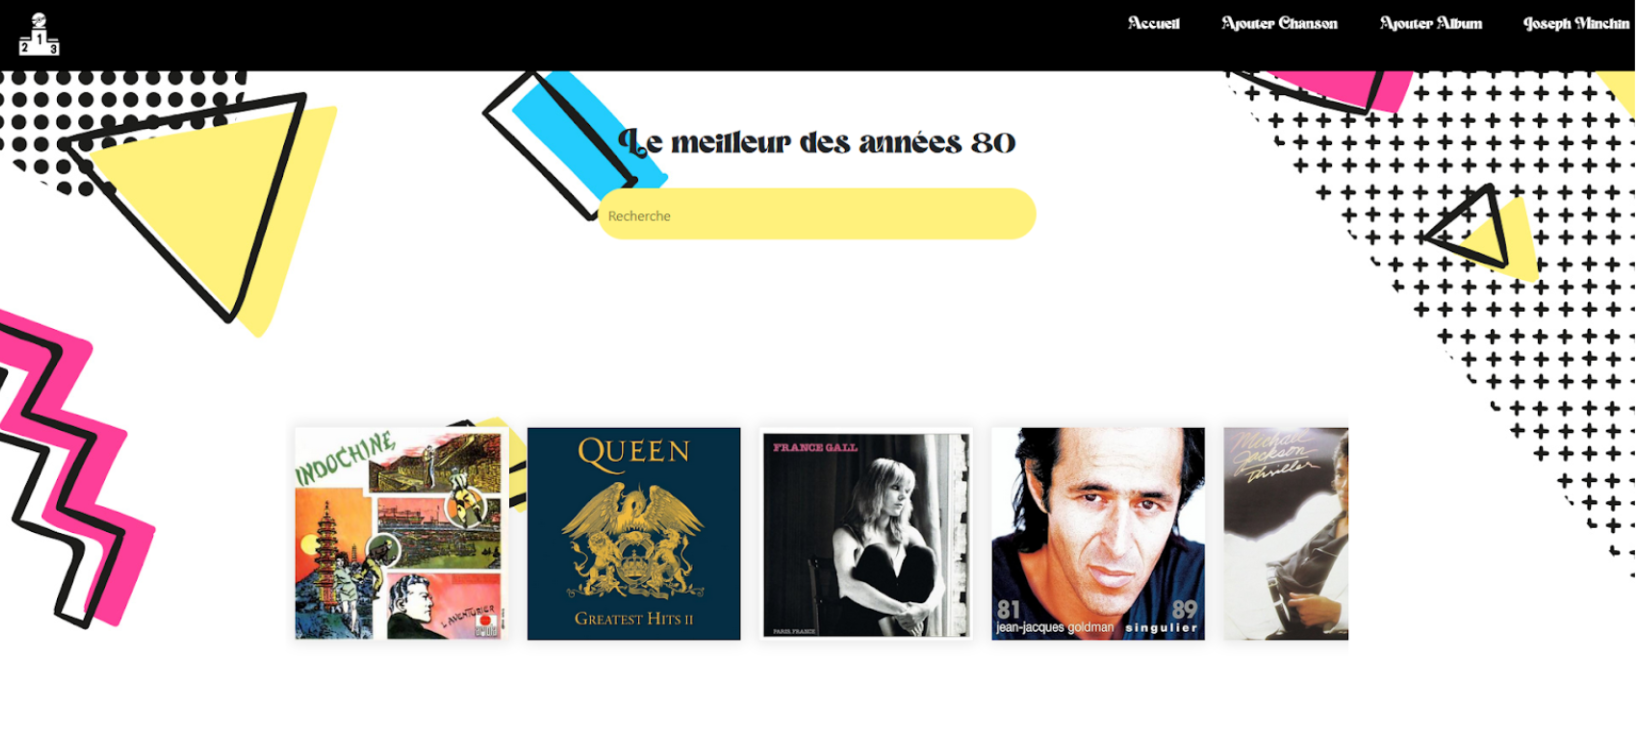 1
2 3
Accueil Ajouter Chanson Ajouter Album Joseph Minchin
Le meilleur des années 80
Recherche
INDOCHINE
L'AVENTURIER
QUEEN
GREATEST HITS II
FRANCE GALL
PARIS, FRANCE
81 89
jean-jacques goldman singulier
Michael
Jackson
Thriller